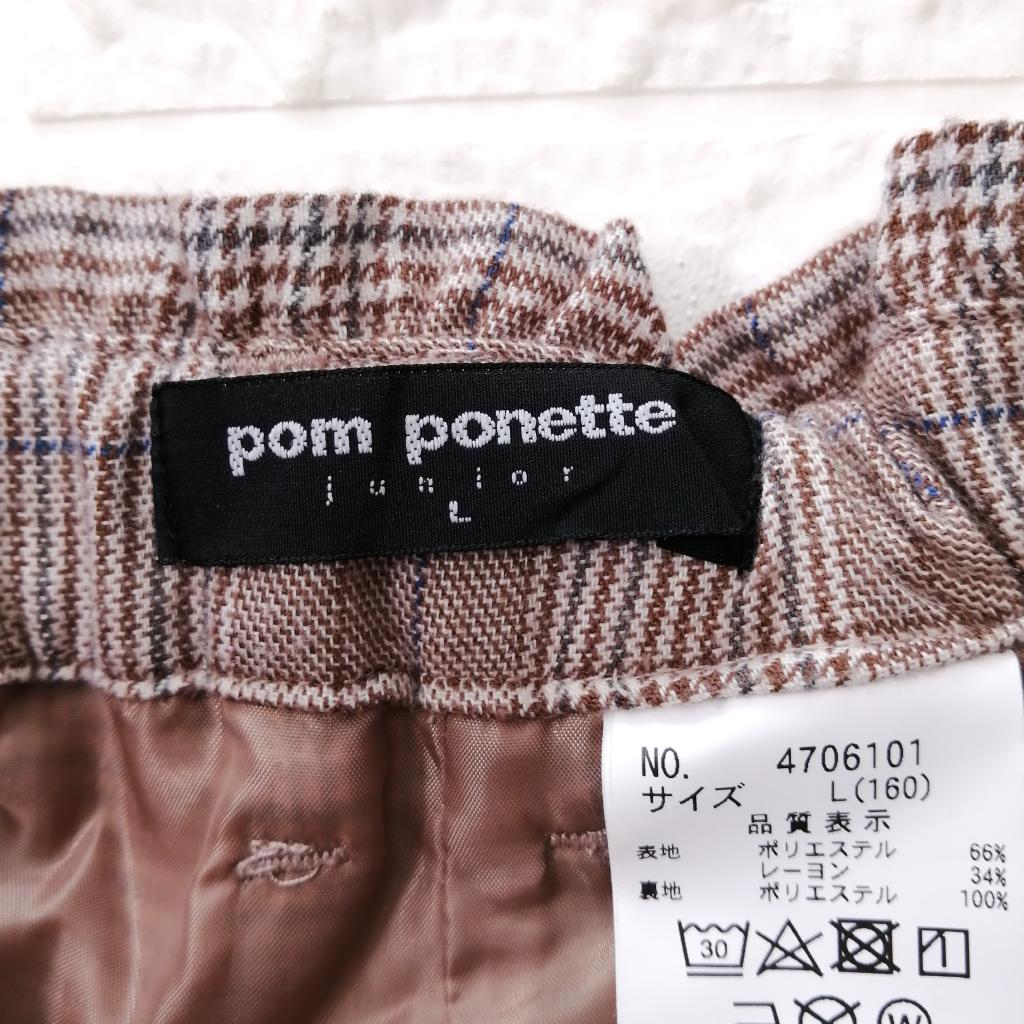 pom ponette
junior
L
NO. 4706101
サイズ L(160)
品質表示
表地 ポリエステル 66%
レーヨン 34%
裏地 ポリエステル 100%
30
W